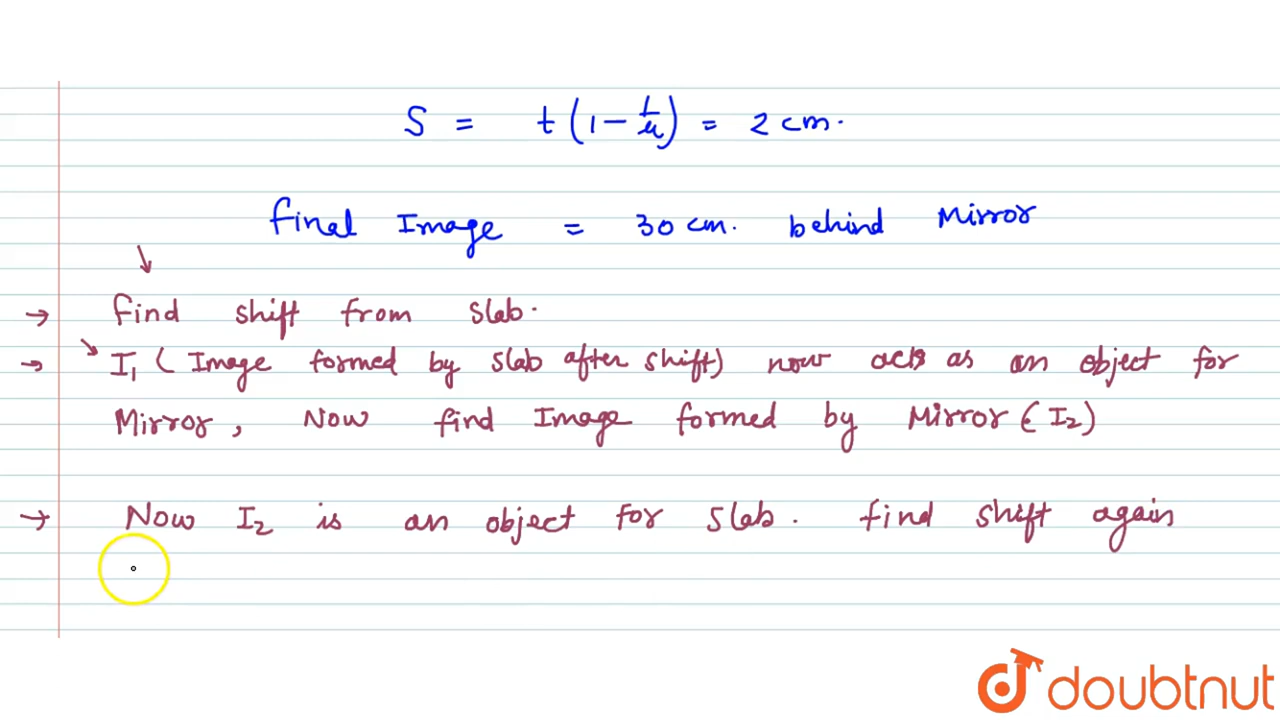 S = t(1-1/μ) = 2 cm.
final Image = 30 cm. behind Mirror
↓
→ find shift from slab.
→ I₁ (Image formed by slab after shift) now acts as an object for
Mirror, Now find Image formed by Mirror (I₂)
→ Now I₂ is an object for slab. find shift again
doubtnut